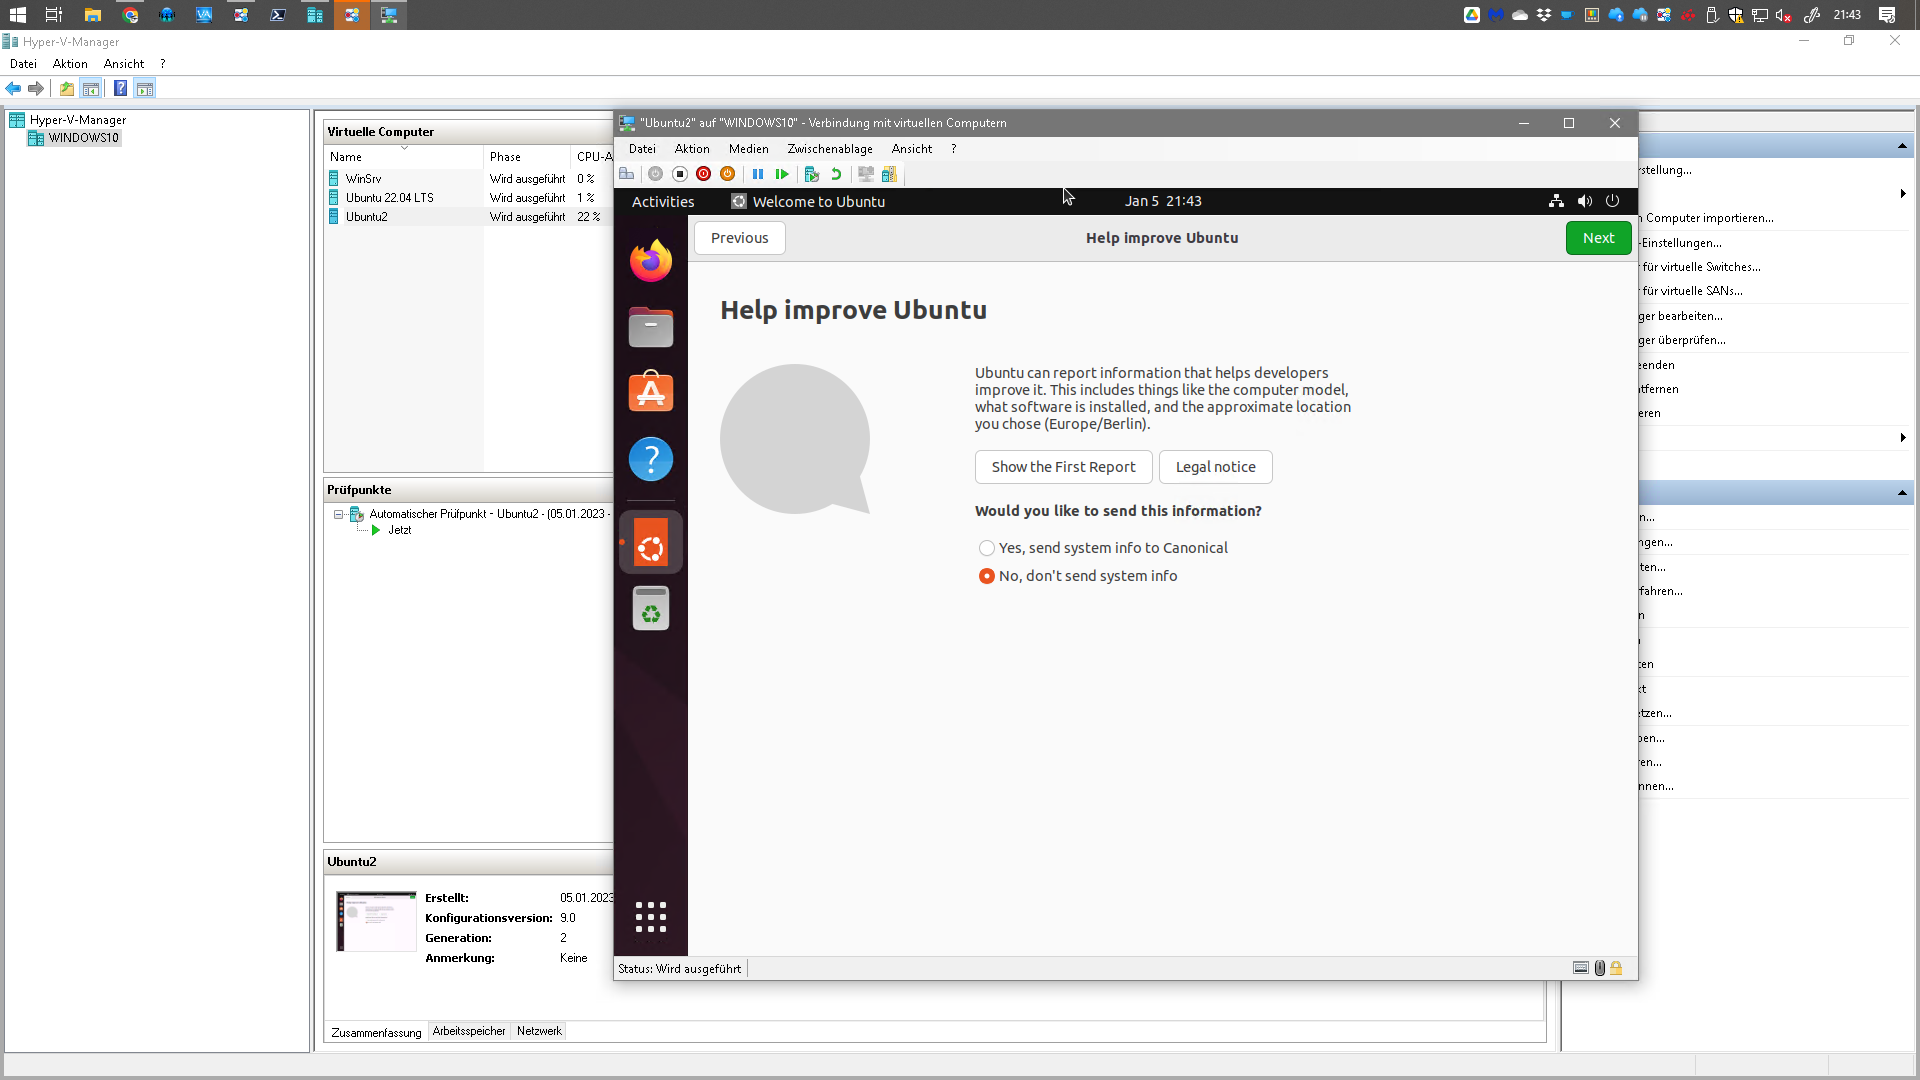 21:43
Hyper-V-Manager
Datei Aktion Ansicht ?
Hyper-V-Manager
WINDOWS10
Virtuelle Computer
Name Phase CPU-A
WinSrv Wird ausgeführt 0 %
Ubuntu 22.04 LTS Wird ausgeführt 1 %
Ubuntu2 Wird ausgeführt 22 %
Prüfpunkte
Automatischer Prüfpunkt - Ubuntu2 - (05.01.2023 -
Jetzt
Ubuntu2
Erstellt: 05.01.2023
Konfigurationsversion: 9.0
Generation: 2
Anmerkung: Keine
Zusammenfassung Arbeitsspeicher Netzwerk
"Ubuntu2" auf "WINDOWS10" - Verbindung mit virtuellen Computern
Datei Aktion Medien Zwischenablage Ansicht ?
Activities Welcome to Ubuntu Jan 5 21:43
Previous Help improve Ubuntu Next
Help improve Ubuntu
Ubuntu can report information that helps developers
improve it. This includes things like the computer model,
what software is installed, and the approximate location
you chose (Europe/Berlin).
Show the First Report Legal notice
Would you like to send this information?
Yes, send system info to Canonical
No, don't send system info
Status: Wird ausgeführt
rstellung...
n Computer importieren...
-Einstellungen...
für virtuelle Switches...
für virtuelle SANs...
ger bearbeiten...
ger überprüfen...
eenden
tfernen
eren
n...
ngen...
ten...
fahren...
n
ten
kt
etzen...
ben...
ren...
nnen...